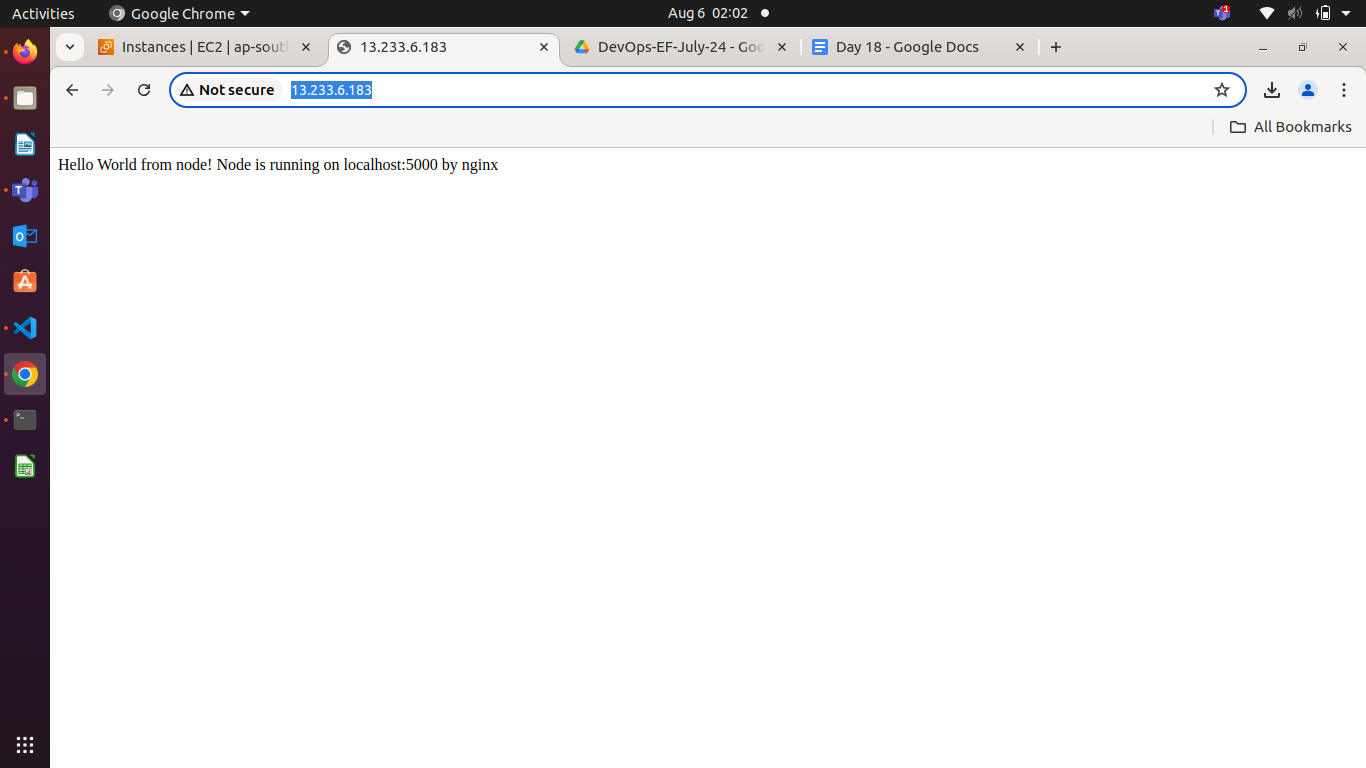 Activities
Google Chrome
Aug 6 02:02
1
Instances | EC2 | ap-south
13.233.6.183
DevOps-EF-July-24 - Goo
Day 18 - Google Docs
Not secure
13.233.6.183
All Bookmarks
Hello World from node! Node is running on localhost:5000 by nginx